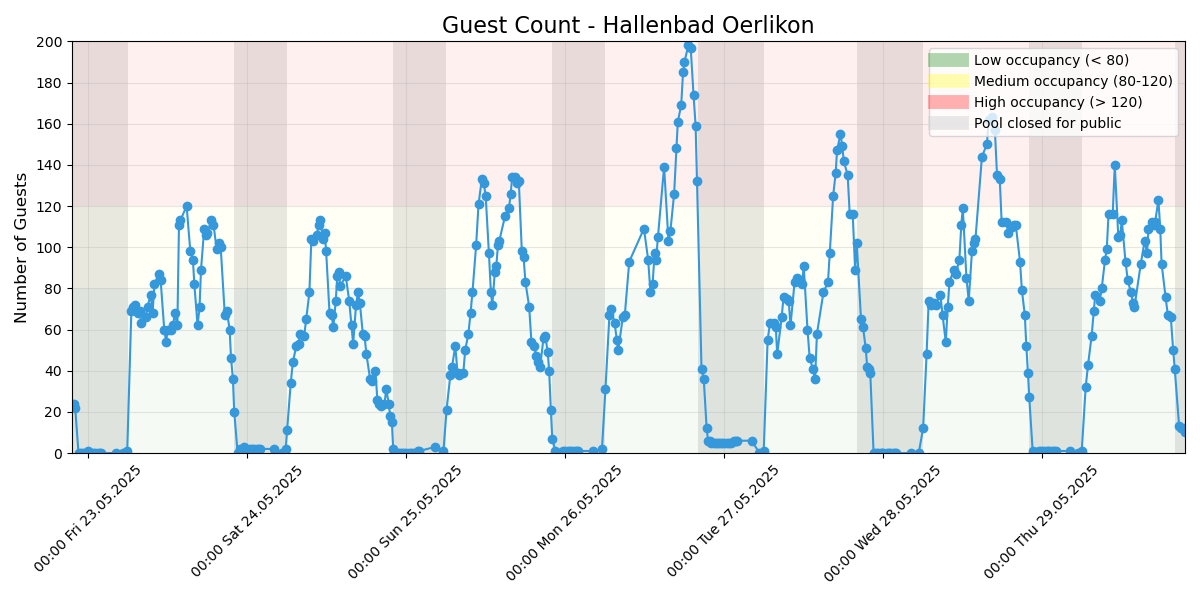 Guest Count - Hallenbad Oerlikon
Number of Guests
200
180
160
140
120
100
80
60
40
20
0
Low occupancy (< 80)
Medium occupancy (80-120)
High occupancy (> 120)
Pool closed for public
00:00 Fri 23.05.2025
00:00 Sat 24.05.2025
00:00 Sun 25.05.2025
00:00 Mon 26.05.2025
00:00 Tue 27.05.2025
00:00 Wed 28.05.2025
00:00 Thu 29.05.2025